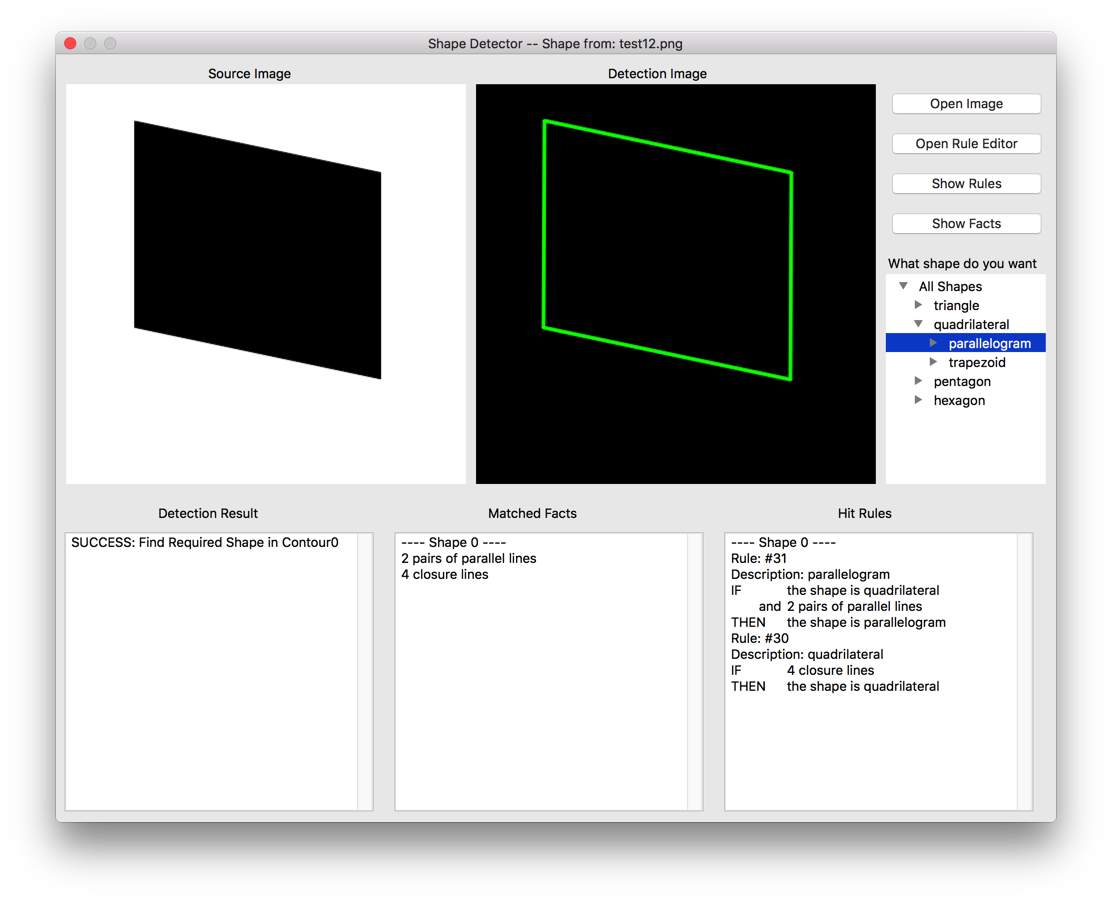 Shape Detector -- Shape from: test12.png
Source Image
Detection Image
Open Image
Open Rule Editor
Show Rules
Show Facts
What shape do you want
All Shapes
triangle
quadrilateral
parallelogram
trapezoid
pentagon
hexagon
Detection Result
SUCCESS: Find Required Shape in Contour0
Matched Facts
---- Shape 0 ----
2 pairs of parallel lines
4 closure lines
Hit Rules
---- Shape 0 ----
Rule: #31
Description: parallelogram
IF the shape is quadrilateral
and 2 pairs of parallel lines
THEN the shape is parallelogram
Rule: #30
Description: quadrilateral
IF 4 closure lines
THEN the shape is quadrilateral